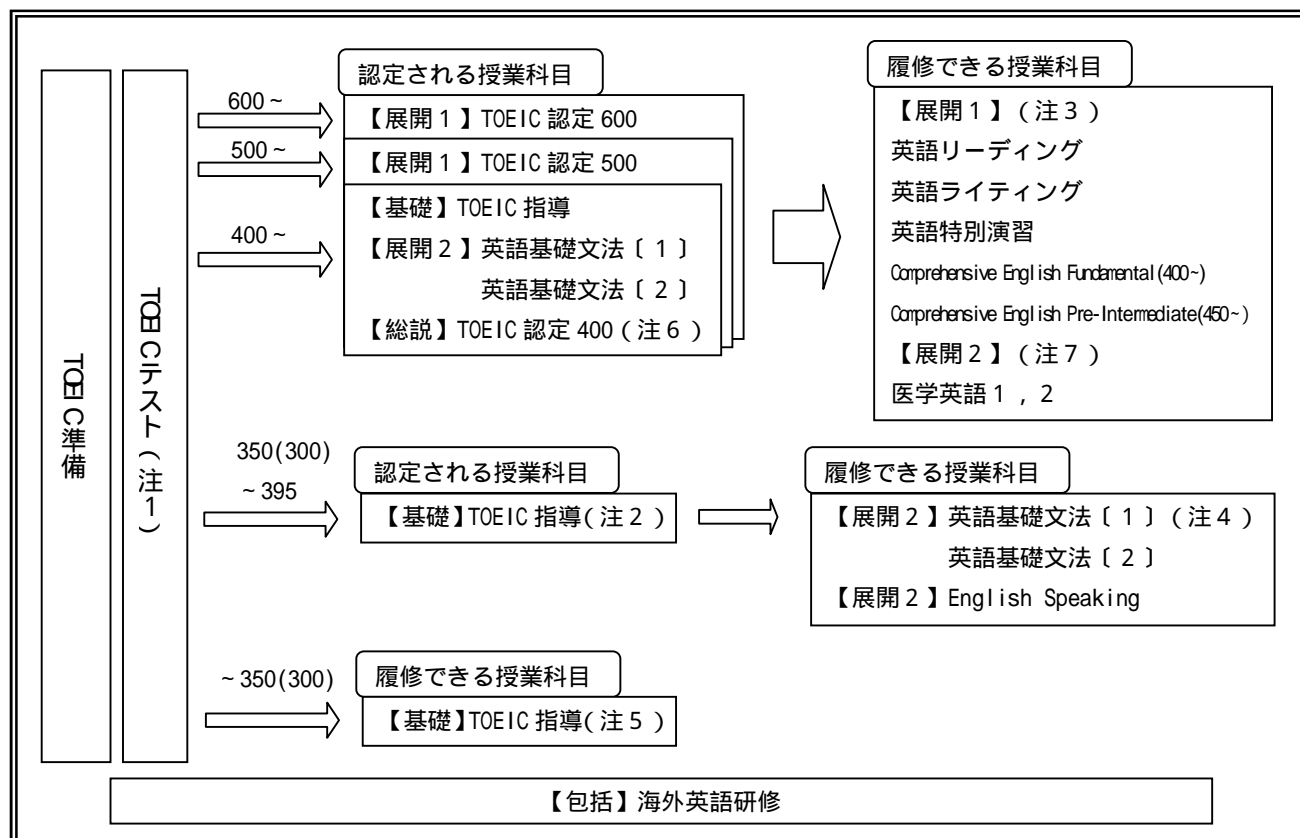 TOEIC準備
TOEICテスト(注1)
600~
500~
400~
認定される授業科目
【展開1】TOEIC認定600
【展開1】TOEIC認定500
【基礎】TOEIC指導
【展開2】英語基礎文法〔1〕
英語基礎文法〔2〕
【総説】TOEIC認定400(注6)
履修できる授業科目
【展開1】(注3)
英語リーディング
英語ライティング
英語特別演習
Comprehensive English Fundamental(400~)
Comprehensive English Pre-Intermediate(450~)
【展開2】(注7)
医学英語1,2
350(300)
~395
認定される授業科目
【基礎】TOEIC指導(注2)
履修できる授業科目
【展開2】英語基礎文法〔1〕(注4)
英語基礎文法〔2〕
【展開2】English Speaking
~350(300)
履修できる授業科目
【基礎】TOEIC指導(注5)
【包括】海外英語研修